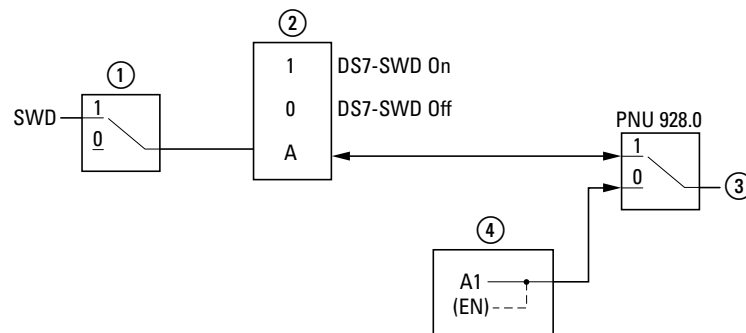 ②
①
1 DS7-SWD On
0 DS7-SWD Off
A
SWD
1
0
PNU 928.0
1
0
③
④
A1
(EN)